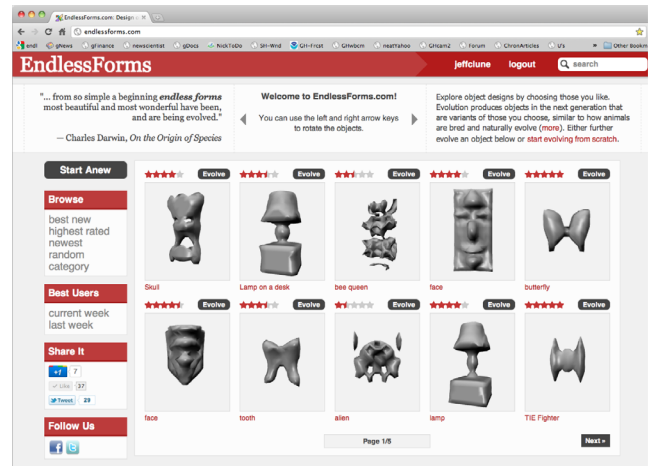 EndlessForms.com: Design
endlessforms.com
endl gNews gFinance newscientist gDocs NickToDo SH-Wrld GH-Frcst GHwbcm neatYahoo GHcam2 Forum ChronArticles U's » Other Bookm
EndlessForms
jeffclune logout search
"... from so simple a beginning endless forms
most beautiful and most wonderful have been,
and are being evolved."
— Charles Darwin, On the Origin of Species
Welcome to EndlessForms.com!
You can use the left and right arrow keys
to rotate the objects.
Explore object designs by choosing those you like.
Evolution produces objects in the next generation that
are variants of those you choose, similar to how animals
are bred and naturally evolve (more). Either further
evolve an object below or start evolving from scratch.
Start Anew
Browse
best new
highest rated
newest
random
category
Best Users
current week
last week
Share It
+1 7
Like 37
Tweet 29
Follow Us
Evolve Evolve Evolve Evolve Evolve
Skull Lamp on a desk bee queen face butterfly
Evolve Evolve Evolve Evolve Evolve
face tooth alien lamp TIE Fighter
Page 1/5
Next »